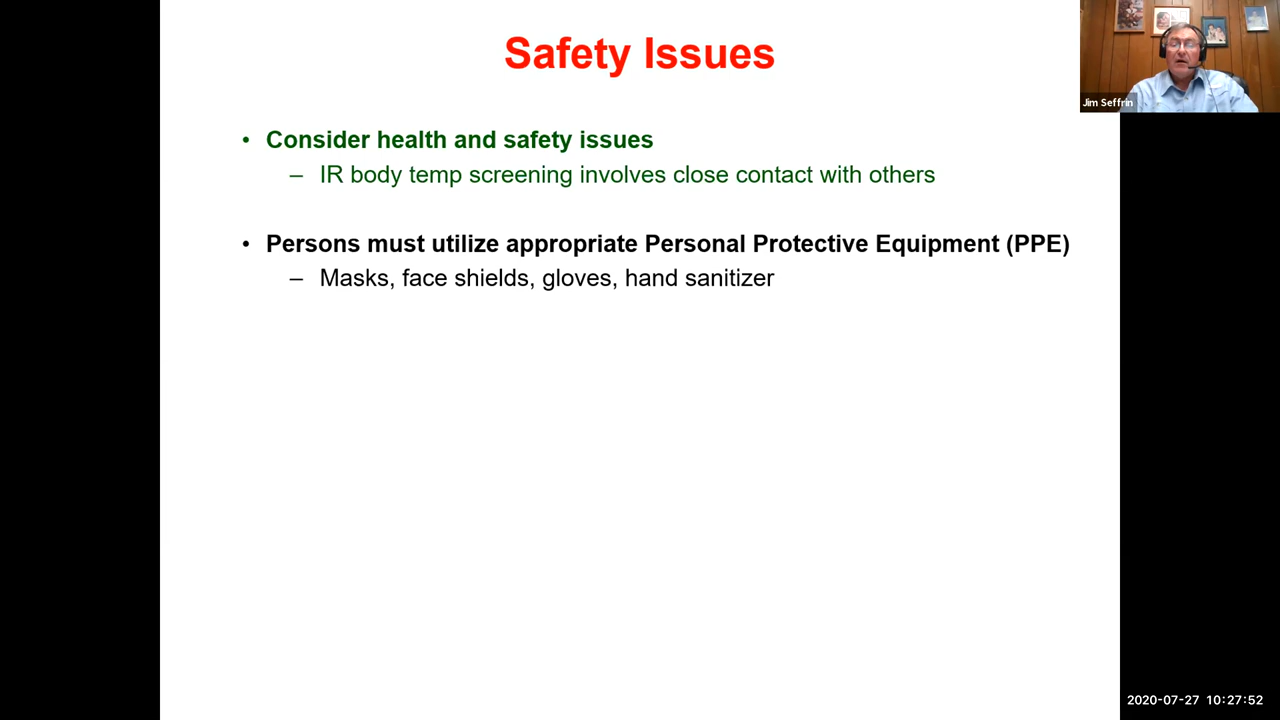 Safety Issues
Jim Seffrin
• Consider health and safety issues
– IR body temp screening involves close contact with others
• Persons must utilize appropriate Personal Protective Equipment (PPE)
– Masks, face shields, gloves, hand sanitizer
2020-07-27 10:27:52